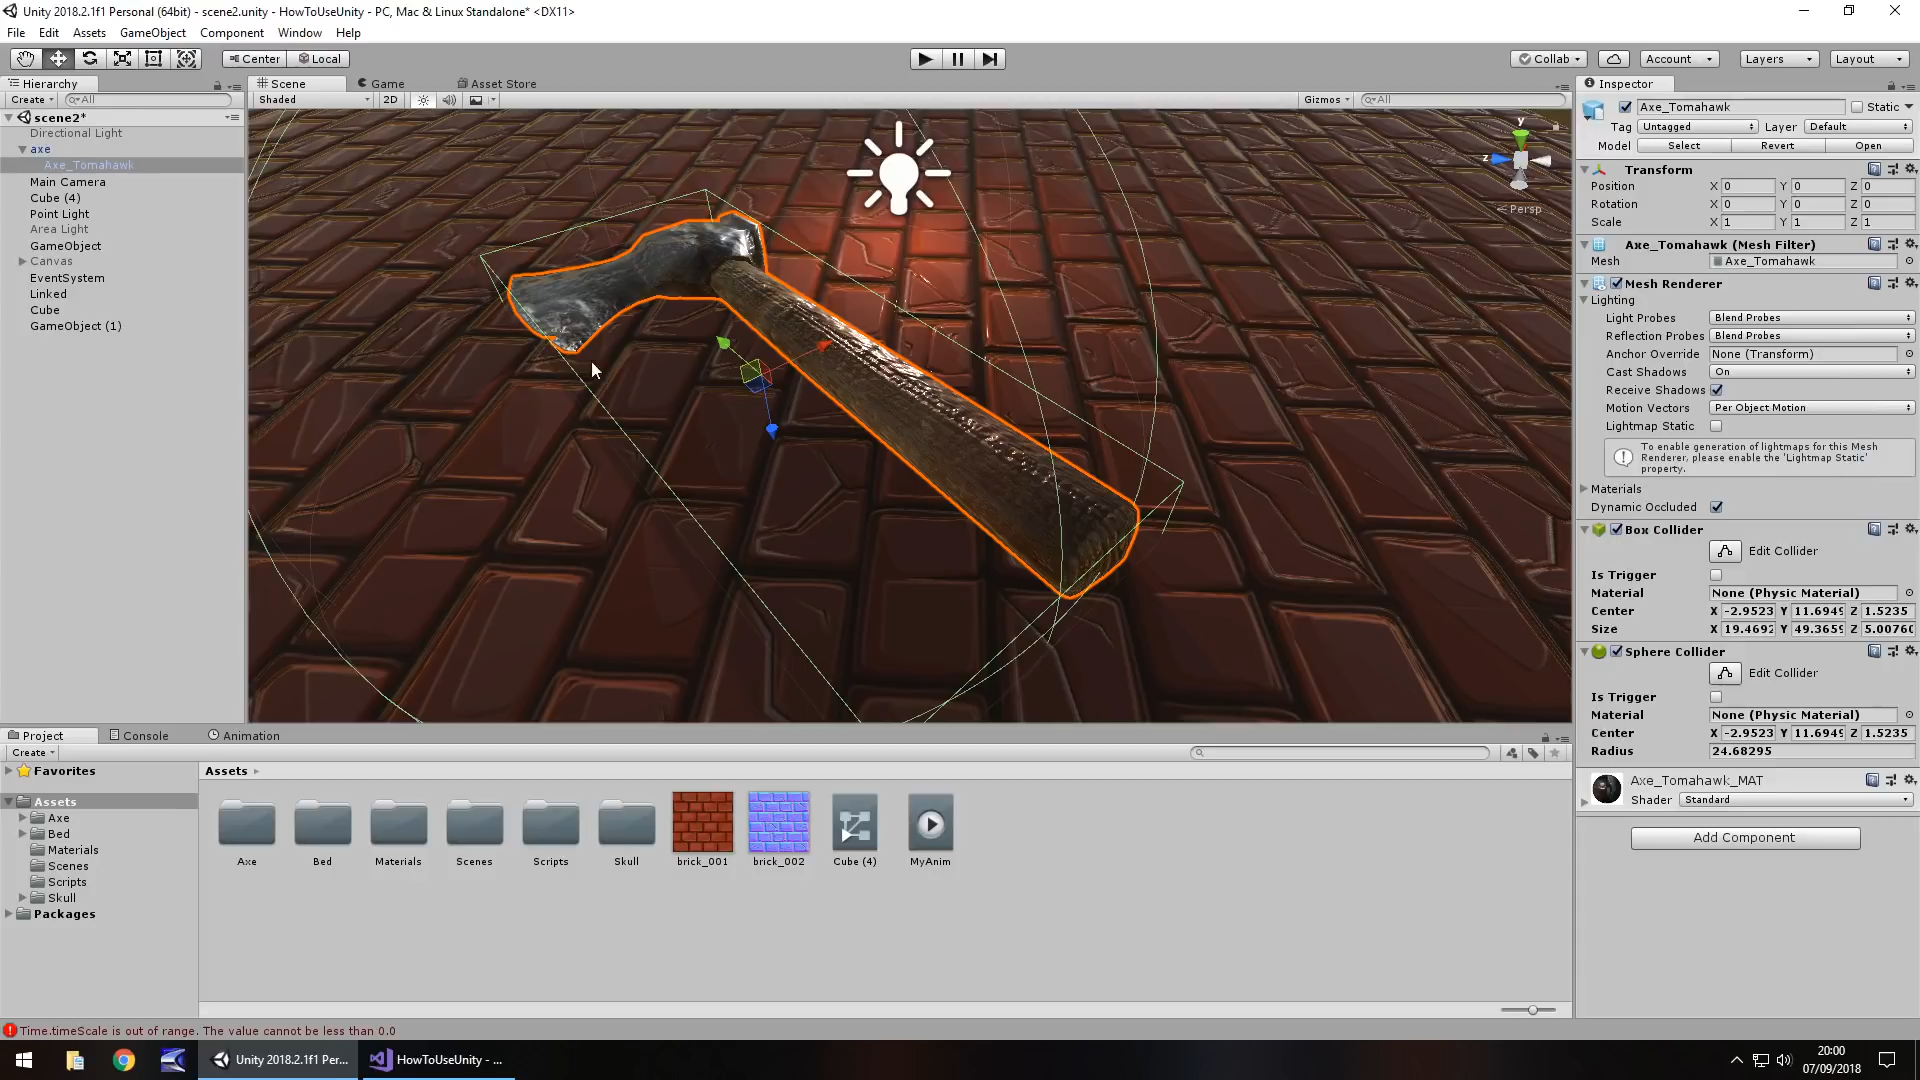 Unity 2018.2.1f1 Personal (64bit) - scene2.unity - HowToUseUnity - PC, Mac & Linux Standalone* <DX11>
File Edit Assets GameObject Component Window Help
Center Local Collab Account Layers Layout
Hierarchy Scene Game Asset Store Inspector
Create All Shaded 2D Gizmos All
scene2*
Directional Light
axe
Axe_Tomahawk
Main Camera
Cube (4)
Point Light
Area Light
GameObject
Canvas
EventSystem
Linked
Cube
GameObject (1)
y
z
Persp
Axe_Tomahawk Static
Tag Untagged Layer Default
Model Select Revert Open
Transform
Position X 0 Y 0 Z 0
Rotation X 0 Y 0 Z 0
Scale X 1 Y 1 Z 1
Axe_Tomahawk (Mesh Filter)
Mesh Axe_Tomahawk
Mesh Renderer
Lighting
Light Probes Blend Probes
Reflection Probes Blend Probes
Anchor Override None (Transform)
Cast Shadows On
Receive Shadows
Motion Vectors Per Object Motion
Lightmap Static
To enable generation of lightmaps for this Mesh
Renderer, please enable the 'Lightmap Static'
property.
Materials
Dynamic Occluded
Box Collider
Edit Collider
Is Trigger
Material None (Physic Material)
Center X -2.9523 Y 11.6949 Z 1.5235
Size X 19.4692 Y 49.3659 Z 5.0076
Sphere Collider
Edit Collider
Is Trigger
Material None (Physic Material)
Center X -2.9523 Y 11.6949 Z 1.5235
Radius 24.68295
Axe_Tomahawk_MAT
Shader Standard
Add Component
Project Console Animation
Create
Favorites
Assets
Axe
Bed
Materials
Scenes
Scripts
Skull
Packages
Assets
Axe Bed Materials Scenes Scripts Skull brick_001 brick_002 Cube (4) MyAnim
Time.timeScale is out of range. The value cannot be less than 0.0
Unity 2018.2.1f1 Per... HowToUseUnity - ...
20:00
07/09/2018